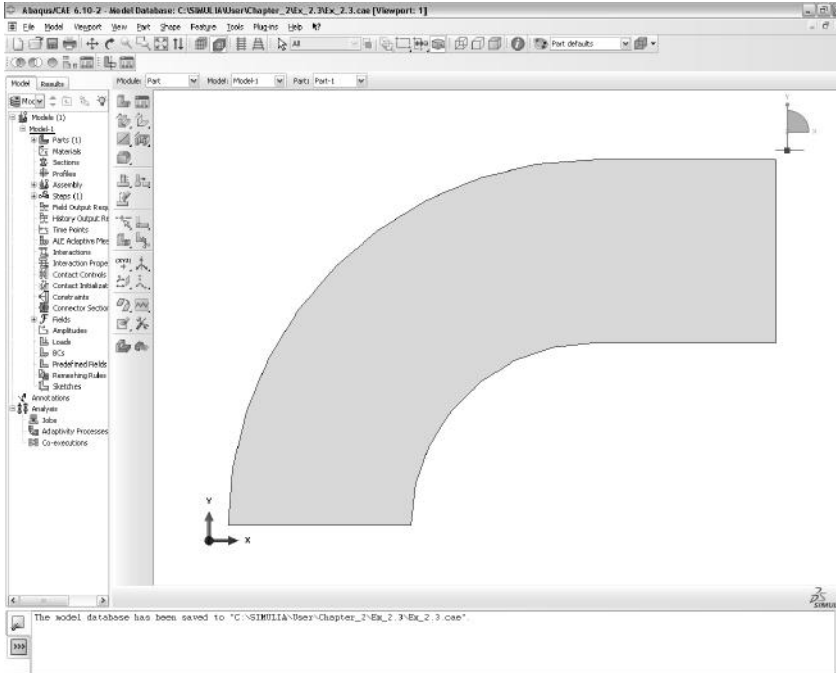 Abaqus/CAE 6.10-2 - Model Database: C:\SIMULIA\User\Chapter_2\Ex_2.3\Ex_2.3.cae [Viewport: 1]
File Model Viewport View Part Shape Feature Tools Plug-ins Help
All Part defaults
Model Results Module: Part Model: Model-1 Part: Part-1
Models (1)
Model-1
Parts (1)
Materials
Sections
Profiles
Assembly
Steps (1)
Field Output Requ
History Output Re
Time Points
ALE Adaptive Mes
Interactions
Interaction Prope
Contact Controls
Contact Initializat
Constraints
Connector Section
Fields
Amplitudes
Loads
BCs
Predefined Fields
Remeshing Rules
Sketches
Annotations
Analysis
Jobs
Adaptivity Processes
Co-executions
(XYZ)
Y
X
Y
X
SIMUL
The model database has been saved to "C:\SIMULIA\User\Chapter_2\Ex_2.3\Ex_2.3.cae".
>>>